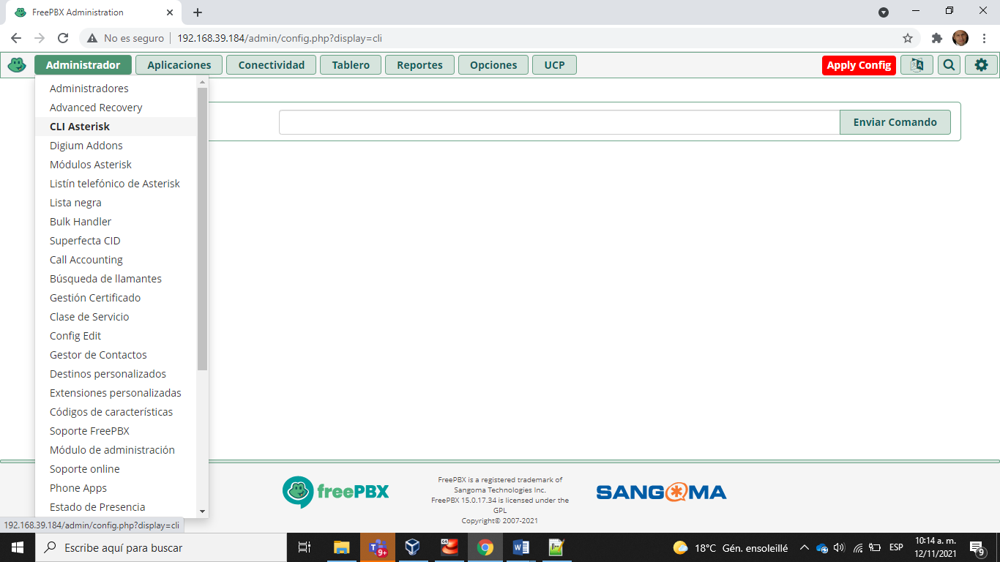 FreePBX Administration
No es seguro
192.168.39.184/admin/config.php?display=cli
Administrador
Aplicaciones
Conectividad
Tablero
Reportes
Opciones
UCP
Apply Config
Administradores
Advanced Recovery
CLI Asterisk
Digium Addons
Módulos Asterisk
Listín telefónico de Asterisk
Lista negra
Bulk Handler
Superfecta CID
Call Accounting
Búsqueda de llamantes
Gestión Certificado
Clase de Servicio
Config Edit
Gestor de Contactos
Destinos personalizados
Extensiones personalizadas
Códigos de características
Soporte FreePBX
Módulo de administración
Soporte online
Phone Apps
Estado de Presencia
Enviar Comando
freePBX
FreePBX is a registered trademark of
Sangoma Technologies Inc.
FreePBX 15.0.17.34 is licensed under the
GPL
Copyright© 2007-2021
SANGOMA
192.168.39.184/admin/config.php?display=cli
Escribe aquí para buscar
9+
64
18°C Gén. ensoleillé
ESP
10:14 a. m.
12/11/2021
9